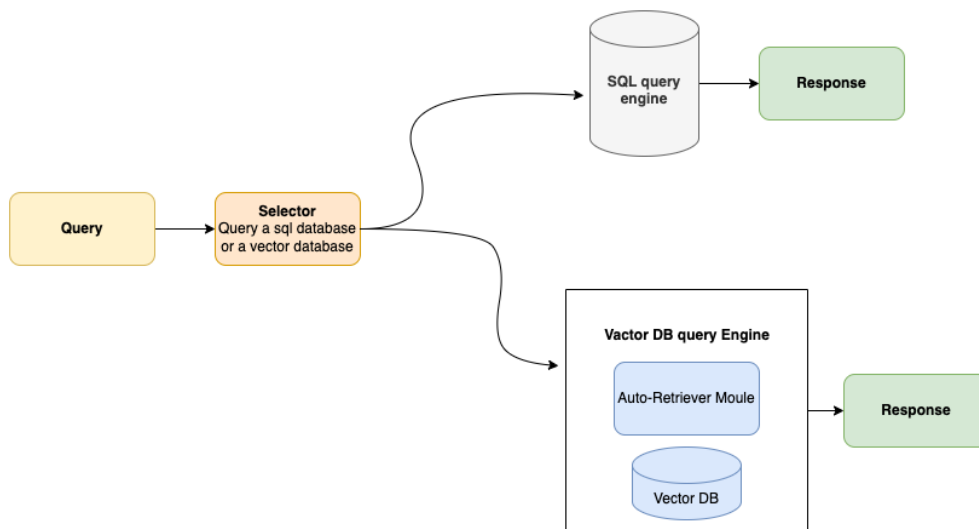 SQL query
engine
Response
Query
Selector
Query a sql database
or a vector database
Vactor DB query Engine
Auto-Retriever Moule
Response
Vector DB